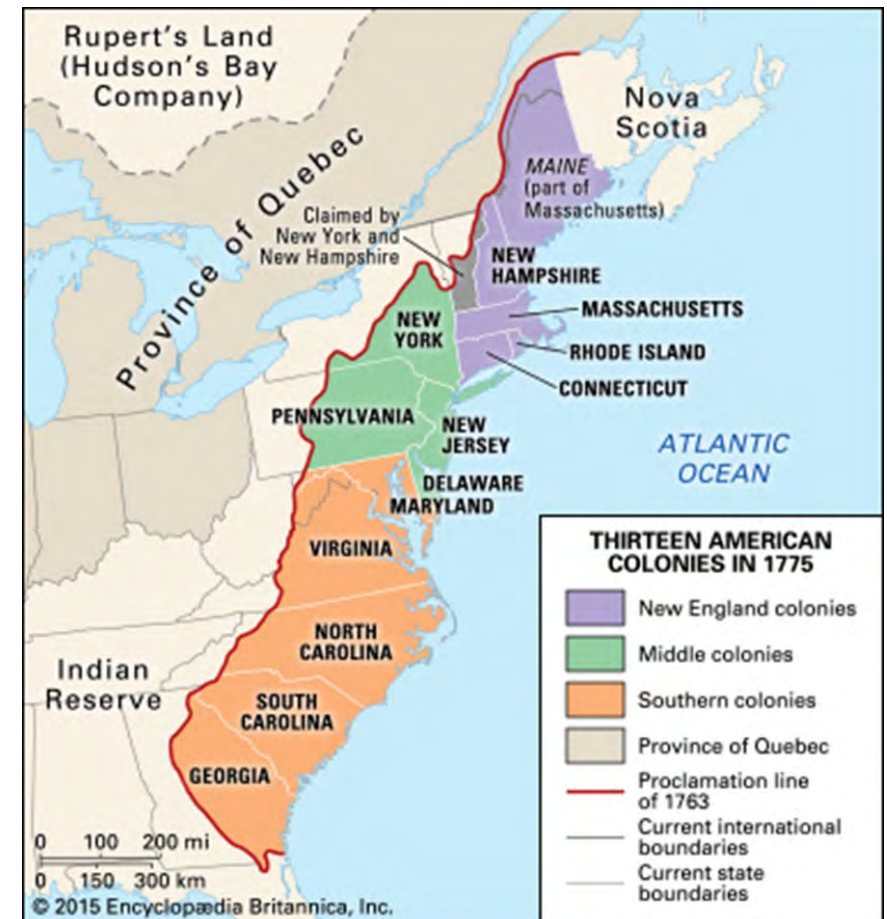 Rupert's Land
(Hudson's Bay
Company)
Province of Quebec
Nova
Scotia
MAINE
(part of
Massachusetts)
Claimed by
New York and
New Hampshire
NEW
HAMPSHIRE
MASSACHUSETTS
NEW
YORK
RHODE ISLAND
CONNECTICUT
PENNSYLVANIA
NEW
JERSEY
ATLANTIC
OCEAN
DELAWARE
MARYLAND
VIRGINIA
NORTH
CAROLINA
Indian
Reserve
SOUTH
CAROLINA
GEORGIA
THIRTEEN AMERICAN
COLONIES IN 1775
New England colonies
Middle colonies
Southern colonies
Province of Quebec
Proclamation line
of 1763
Current international
boundaries
Current state
boundaries
0 100 200 mi
0 150 300 km
© 2015 Encyclopædia Britannica, Inc.